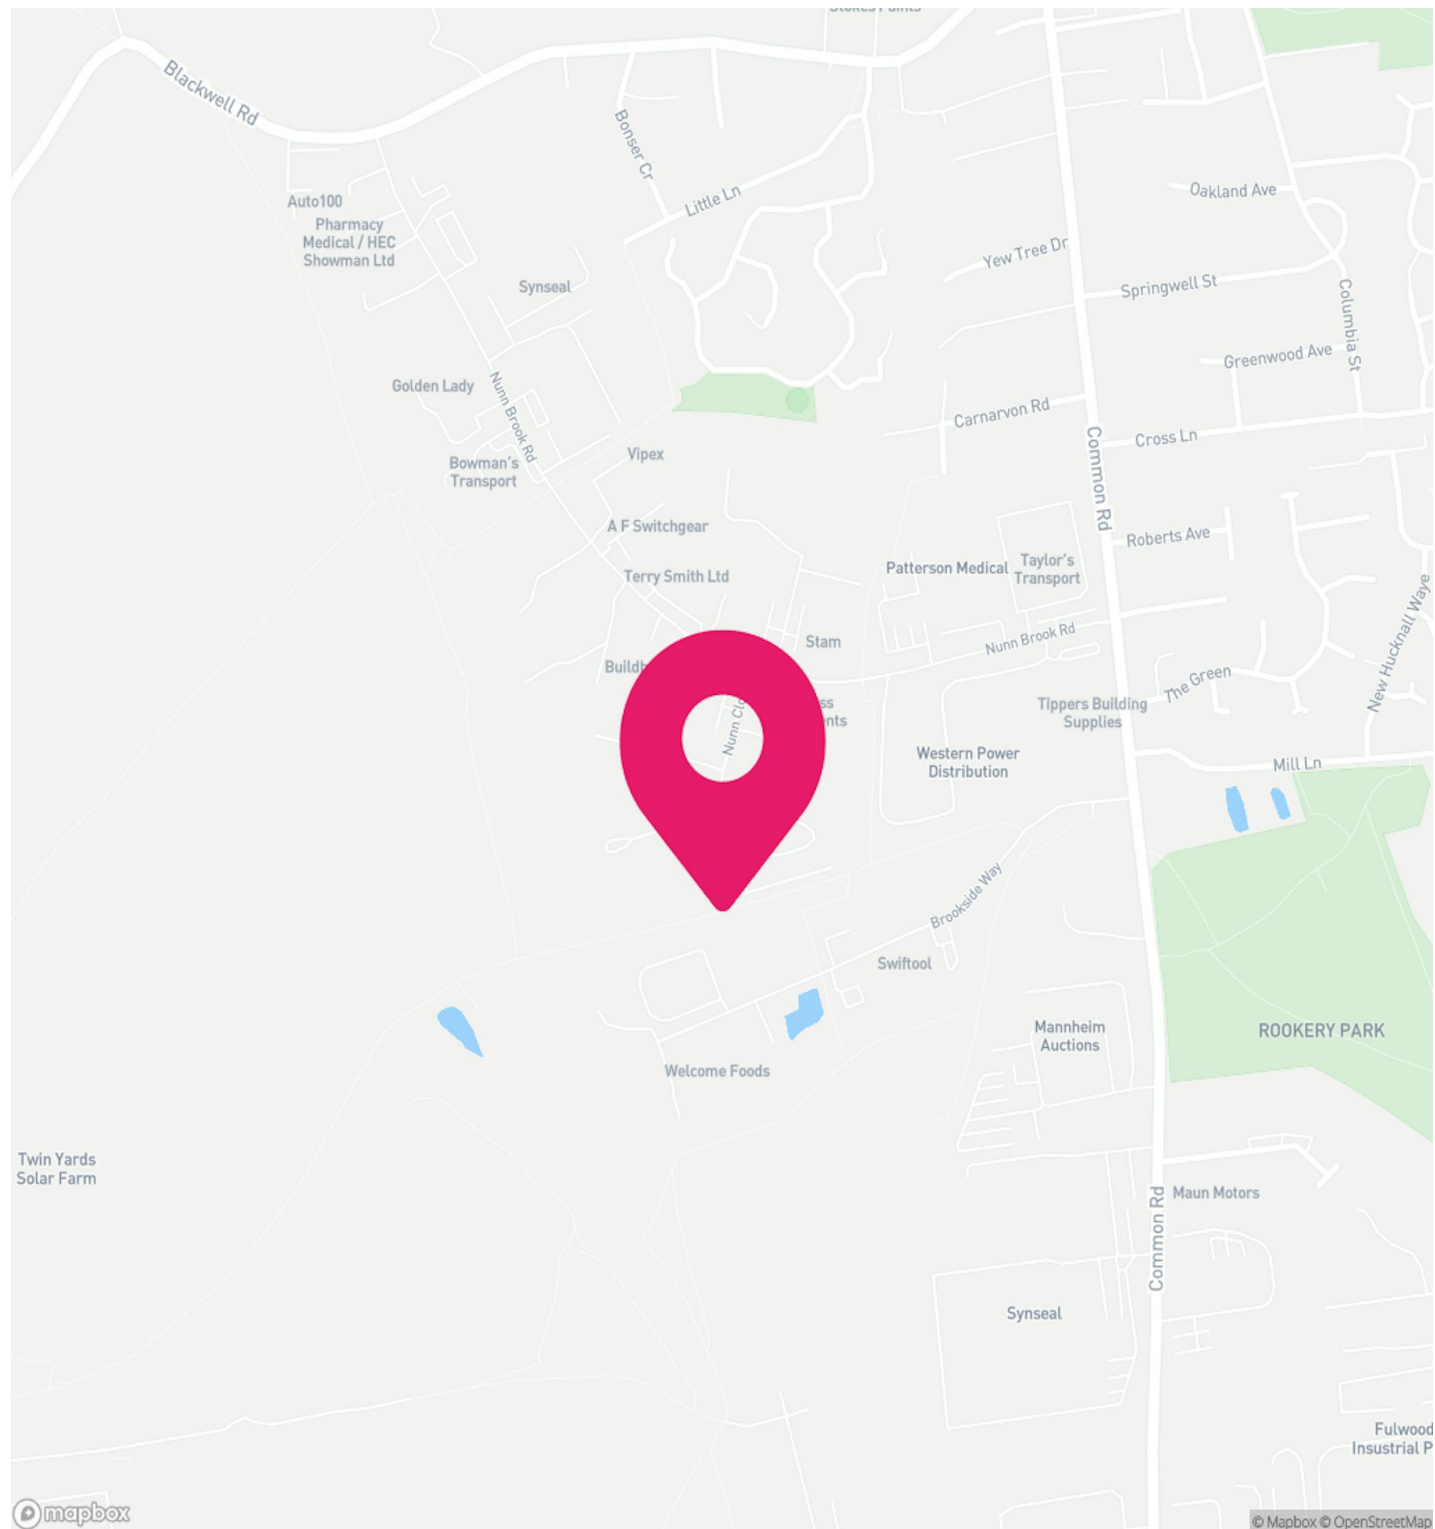 Blackwell Rd
Bonser Cr
Little Ln
Auto100
Pharmacy
Medical / HEC
Showman Ltd
Synseal
Oakland Ave
Yew Tree Dr
Springwell St
Columbia St
Greenwood Ave
Golden Lady
Nunn Brook Rd
Carnarvon Rd
Cross Ln
Common Rd
Vipex
Bowman's
Transport
A F Switchgear
Roberts Ave
Terry Smith Ltd
Patterson Medical
Taylor's
Transport
New Hucknall Waye
Stam
Nunn Brook Rd
The Green
Nunn
Tippers Building
Supplies
Western Power
Distribution
Mill Ln
Brookside Way
Swiftool
Mannheim
Auctions
ROOKERY PARK
Welcome Foods
Twin Yards
Solar Farm
Maun Motors
Common Rd
Synseal
Fulwood
Insustrial P
mapbox
© Mapbox © OpenStreetMap